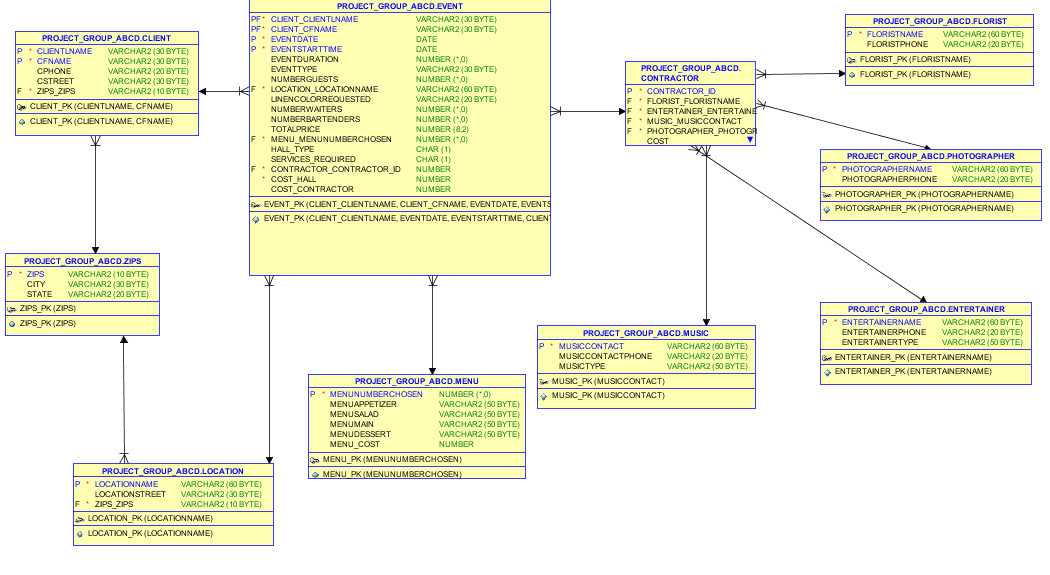 PROJECT_GROUP_ABCD.EVENT
PF* CLIENT_CLIENTLNAME VARCHAR2 (30 BYTE)
PF* CLIENT_CFNAME VARCHAR2 (30 BYTE)
P * EVENTDATE DATE
P * EVENTSTARTTIME DATE
EVENTDURATION NUMBER (*,0)
EVENTTYPE VARCHAR2 (30 BYTE)
NUMBERGUESTS NUMBER (*,0)
F * LOCATION_LOCATIONNAME VARCHAR2 (60 BYTE)
LINENCOLORREQUESTED VARCHAR2 (20 BYTE)
NUMBERWAITERS NUMBER (*,0)
NUMBERBARTENDERS NUMBER (*,0)
TOTALPRICE NUMBER (8,2)
F * MENU_MENUNUMBERCHOSEN NUMBER (*,0)
HALL_TYPE CHAR (1)
SERVICES_REQUIRED CHAR (1)
F * CONTRACTOR_CONTRACTOR_ID NUMBER
* COST_HALL NUMBER
COST_CONTRACTOR NUMBER
EVENT_PK (CLIENT_CLIENTLNAME, CLIENT_CFNAME, EVENTDATE, EVENTS
EVENT_PK (CLIENT_CLIENTLNAME, EVENTDATE, EVENTSTARTTIME, CLIEN
PROJECT_GROUP_ABCD.CLIENT
P * CLIENTLNAME VARCHAR2 (30 BYTE)
P * CFNAME VARCHAR2 (30 BYTE)
CPHONE VARCHAR2 (20 BYTE)
CSTREET VARCHAR2 (30 BYTE)
F * ZIPS_ZIPS VARCHAR2 (10 BYTE)
CLIENT_PK (CLIENTLNAME, CFNAME)
CLIENT_PK (CLIENTLNAME, CFNAME)
PROJECT_GROUP_ABCD.FLORIST
P * FLORISTNAME VARCHAR2 (60 BYTE)
FLORISTPHONE VARCHAR2 (20 BYTE)
FLORIST_PK (FLORISTNAME)
FLORIST_PK (FLORISTNAME)
PROJECT_GROUP_ABCD.
CONTRACTOR
P * CONTRACTOR_ID
F * FLORIST_FLORISTNAME
F * ENTERTAINER_ENTERTAINE
F * MUSIC_MUSICCONTACT
F * PHOTOGRAPHER_PHOTOGR
COST
PROJECT_GROUP_ABCD.PHOTOGRAPHER
P * PHOTOGRAPHERNAME VARCHAR2 (60 BYTE)
PHOTOGRAPHERPHONE VARCHAR2 (20 BYTE)
PHOTOGRAPHER_PK (PHOTOGRAPHERNAME)
PHOTOGRAPHER_PK (PHOTOGRAPHERNAME)
PROJECT_GROUP_ABCD.ZIPS
P * ZIPS VARCHAR2 (10 BYTE)
CITY VARCHAR2 (30 BYTE)
STATE VARCHAR2 (20 BYTE)
ZIPS_PK (ZIPS)
ZIPS_PK (ZIPS)
PROJECT_GROUP_ABCD.ENTERTAINER
P * ENTERTAINERNAME VARCHAR2 (60 BYTE)
ENTERTAINERPHONE VARCHAR2 (20 BYTE)
ENTERTAINERTYPE VARCHAR2 (50 BYTE)
ENTERTAINER_PK (ENTERTAINERNAME)
ENTERTAINER_PK (ENTERTAINERNAME)
PROJECT_GROUP_ABCD.MUSIC
P * MUSICCONTACT VARCHAR2 (60 BYTE)
MUSICCONTACTPHONE VARCHAR2 (20 BYTE)
MUSICTYPE VARCHAR2 (50 BYTE)
MUSIC_PK (MUSICCONTACT)
MUSIC_PK (MUSICCONTACT)
PROJECT_GROUP_ABCD.MENU
P * MENUNUMBERCHOSEN NUMBER (*,0)
MENUAPPETIZER VARCHAR2 (50 BYTE)
MENUSALAD VARCHAR2 (50 BYTE)
MENUMAIN VARCHAR2 (50 BYTE)
MENUDESSERT VARCHAR2 (50 BYTE)
MENU_COST NUMBER
MENU_PK (MENUNUMBERCHOSEN)
MENU_PK (MENUNUMBERCHOSEN)
PROJECT_GROUP_ABCD.LOCATION
P * LOCATIONNAME VARCHAR2 (60 BYTE)
LOCATIONSTREET VARCHAR2 (30 BYTE)
F * ZIPS_ZIPS VARCHAR2 (10 BYTE)
LOCATION_PK (LOCATIONNAME)
LOCATION_PK (LOCATIONNAME)